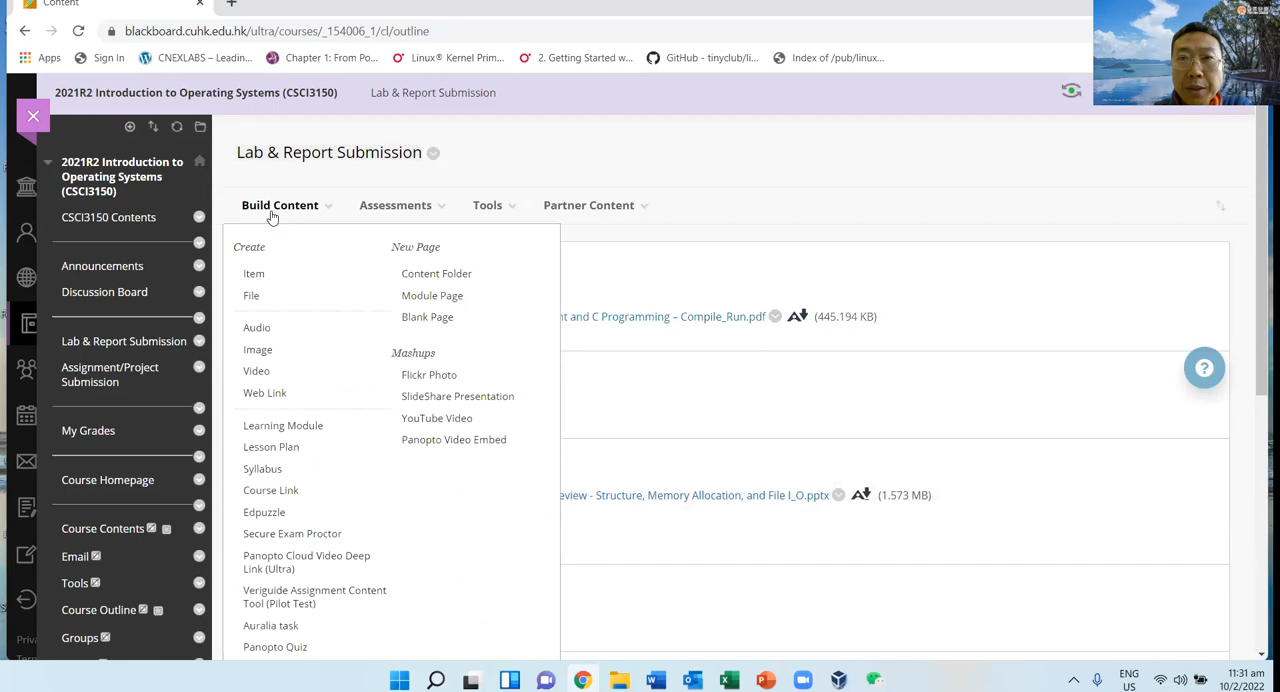 Content
blackboard.cuhk.edu.hk/ultra/courses/_154006_1/cl/outline
Apps
Sign In
CNEXLABS – Leadin...
Chapter 1: From Po...
Linux® Kernel Prim...
2. Getting Started w...
GitHub - tinyclub/li...
Index of /pub/linux...
2021R2 Introduction to Operating Systems (CSCI3150)
Lab & Report Submission
2021R2 Introduction to
Operating Systems
(CSCI3150)
CSCI3150 Contents
Announcements
Discussion Board
Lab & Report Submission
Assignment/Project
Submission
My Grades
Course Homepage
Course Contents
Email
Tools
Course Outline
Groups
Priva
Lab & Report Submission
Build Content
Assessments
Tools
Partner Content
Create
Item
File
Audio
Image
Video
Web Link
Learning Module
Lesson Plan
Syllabus
Course Link
Edpuzzle
Secure Exam Proctor
Panopto Cloud Video Deep
Link (Ultra)
Veriguide Assignment Content
Tool (Pilot Test)
Auralia task
Panopto Quiz
New Page
Content Folder
Module Page
Blank Page
Mashups
Flickr Photo
SlideShare Presentation
YouTube Video
Panopto Video Embed
nt and C Programming – Compile_Run.pdf
(445.194 KB)
eview - Structure, Memory Allocation, and File I_O.pptx
(1.573 MB)
?
ENG
US
11:31 am
10/2/2022